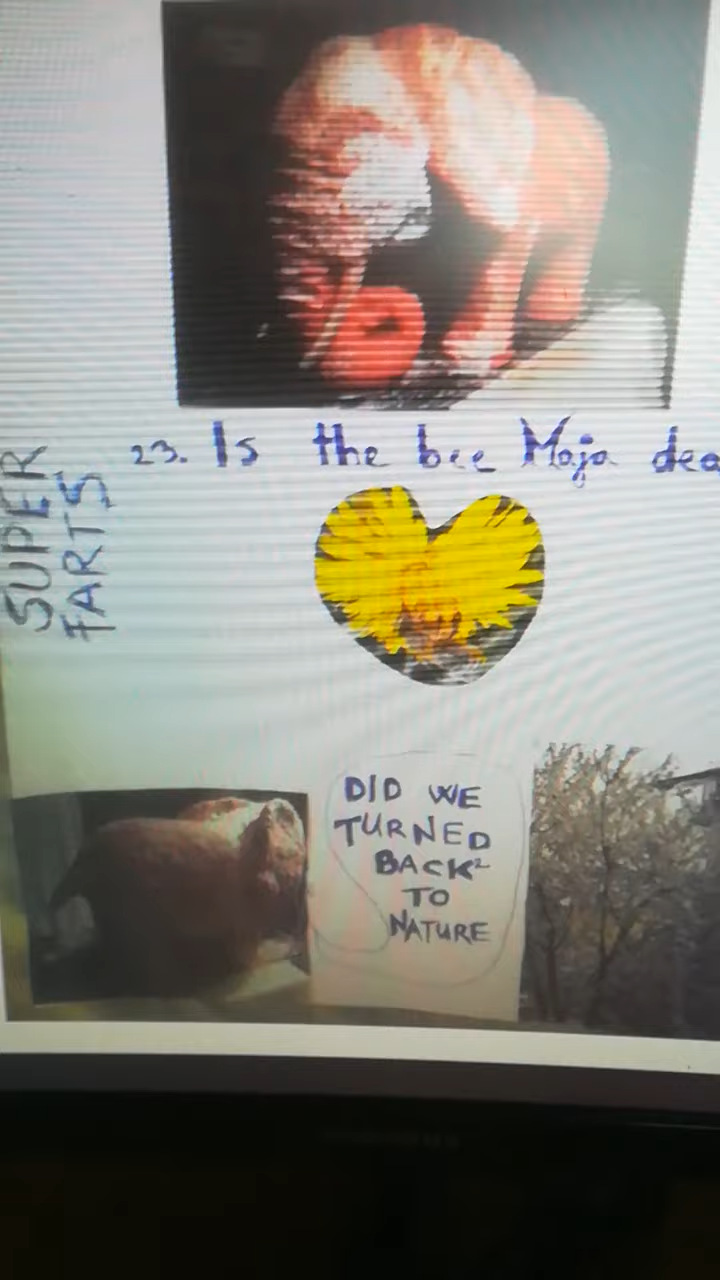 23. Is the bee Maja dea
SUPER
FARTS
DID WE
TURNED
BACK²
TO
NATURE